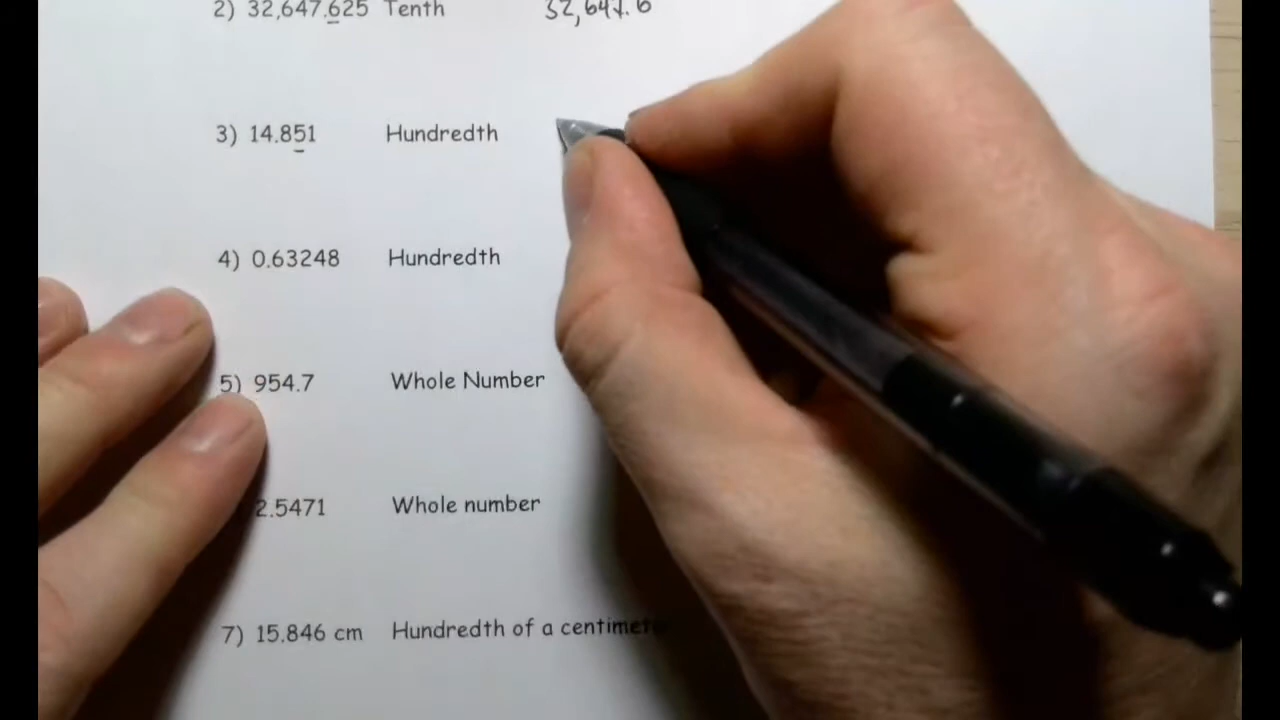 2) 32,647.625 Tenth 32,647.6
3) 14.851 Hundredth
4) 0.63248 Hundredth
5) 954.7 Whole Number
2.5471 Whole number
7) 15.846 cm Hundredth of a centimeter